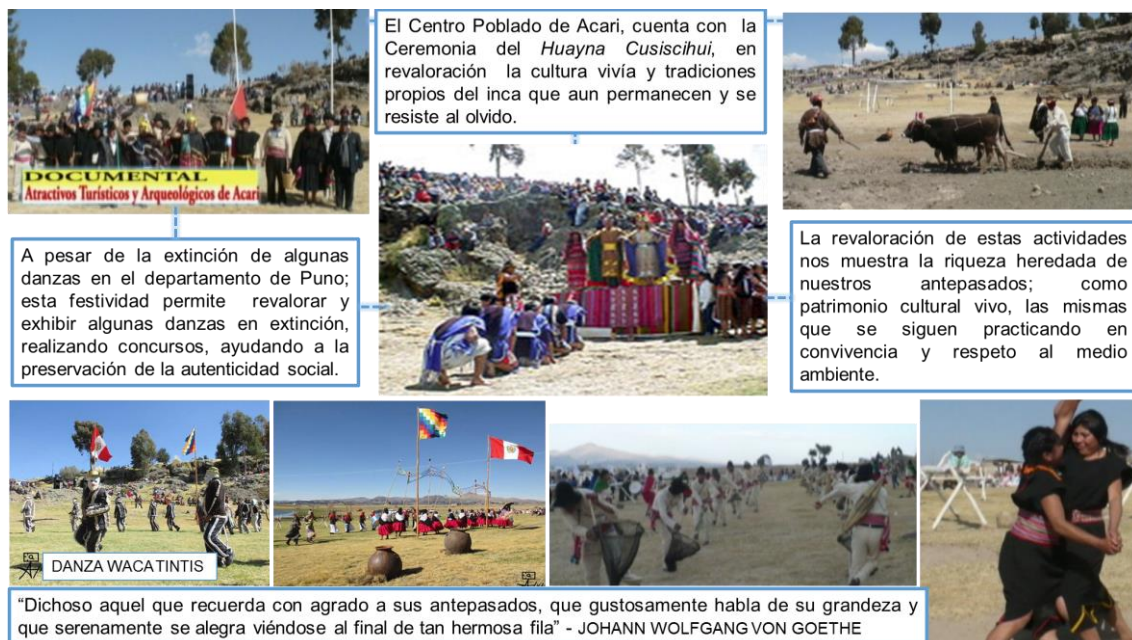 El Centro Poblado de Acari, cuenta con la
Ceremonia del Huayna Cusiscihui, en
revaloración la cultura vivía y tradiciones
propios del inca que aun permanecen y se
resiste al olvido.
DOCUMENTAL
Atractivos Turísticos y Arqueológicos de Acari
A pesar de la extinción de algunas
danzas en el departamento de Puno;
esta festividad permite revalorar y
exhibir algunas danzas en extinción,
realizando concursos, ayudando a la
preservación de la autenticidad social.
La revaloración de estas actividades
nos muestra la riqueza heredada de
nuestros antepasados; como
patrimonio cultural vivo, las mismas
que se siguen practicando en
convivencia y respeto al medio
ambiente.
DANZA WACA TINTIS
“Dichoso aquel que recuerda con agrado a sus antepasados, que gustosamente habla de su grandeza y
que serenamente se alegra viéndose al final de tan hermosa fila” - JOHANN WOLFGANG VON GOETHE